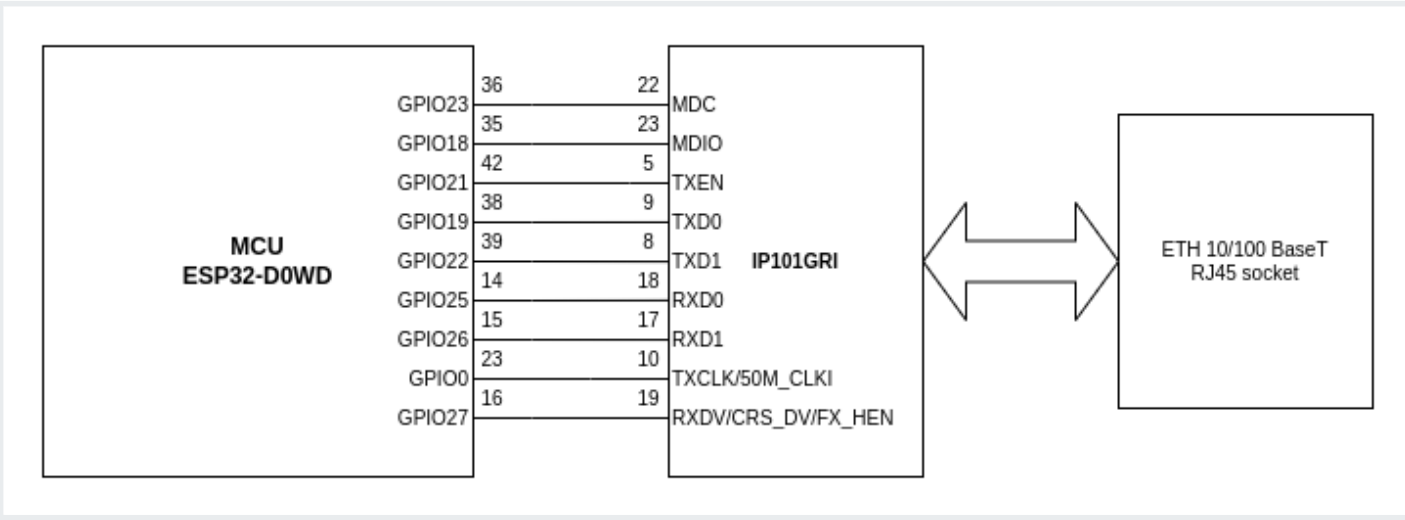 36 22
GPIO23 MDC
35 23
GPIO18 MDIO
42 5
GPIO21 TXEN
38 9
GPIO19 TXD0
39 8
MCU
ESP32-D0WD
GPIO22 TXD1 IP101GRI
ETH 10/100 BaseT
RJ45 socket
14 18
GPIO25 RXD0
15 17
GPIO26 RXD1
23 10
GPIO0 TXCLK/50M_CLKI
16 19
GPIO27 RXDV/CRS_DV/FX_HEN